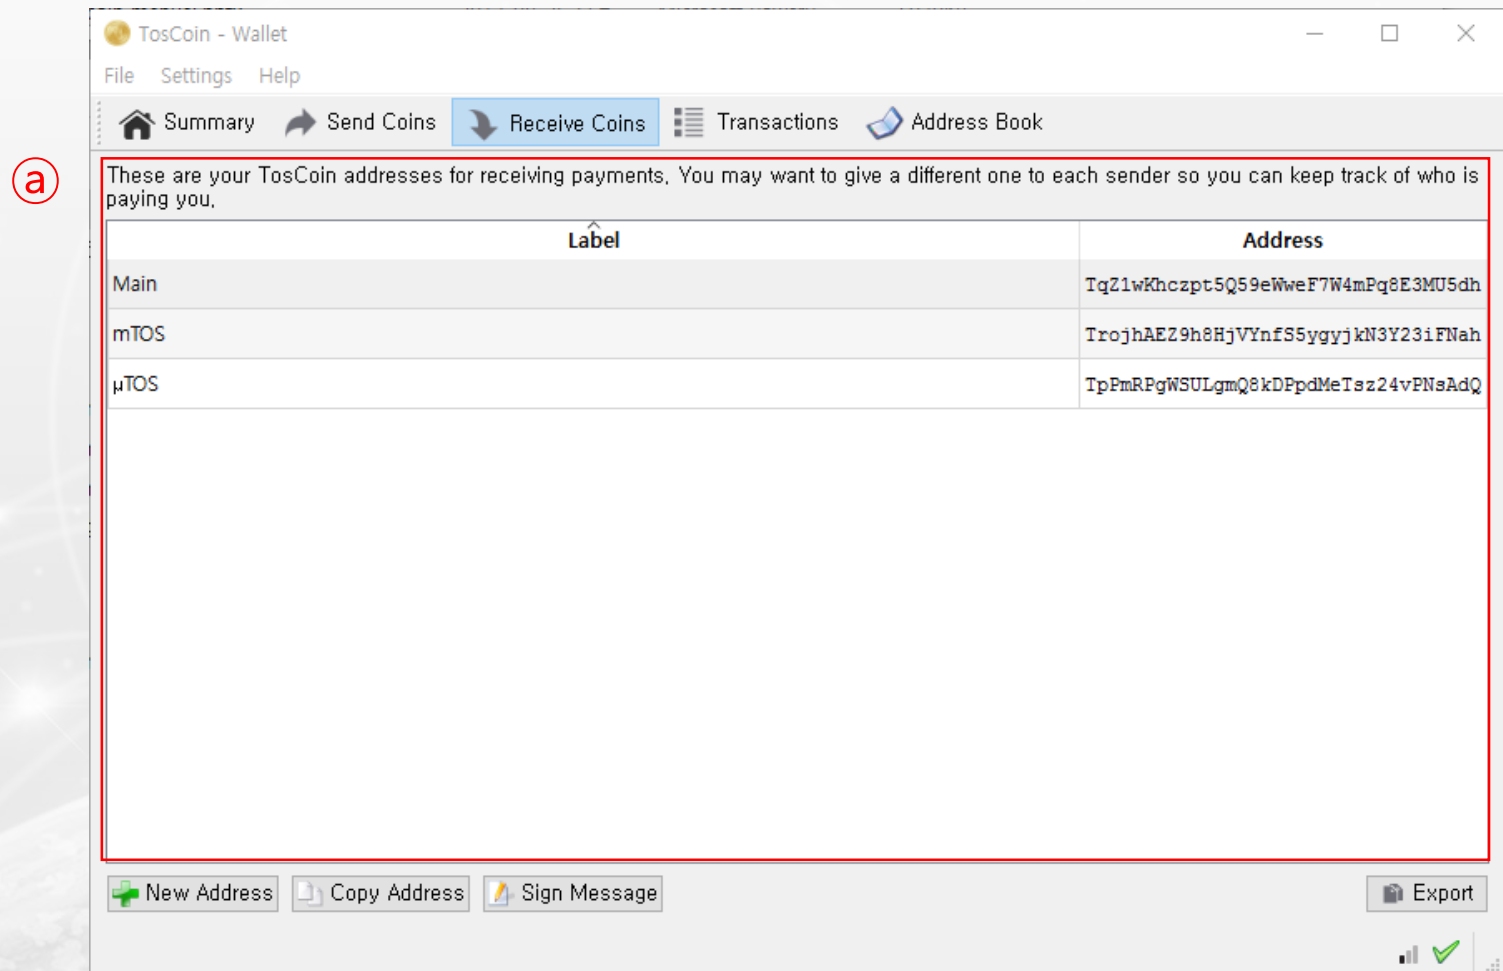 TosCoin - Wallet
File Settings Help
Summary Send Coins Receive Coins Transactions Address Book
ⓐ
These are your TosCoin addresses for receiving payments. You may want to give a different one to each sender so you can keep track of who is
paying you.
Label Address
Main TqZ1wKhczpt5Q59eWweF7W4mPq8E3MU5dh
mTOS TrojhAEZ9h8HjVYnfS5ygyjkN3Y23iFNah
μTOS TpPmRPgWSULgmQ8kDPpdMeTsz24vPNsAdQ
New Address Copy Address Sign Message Export